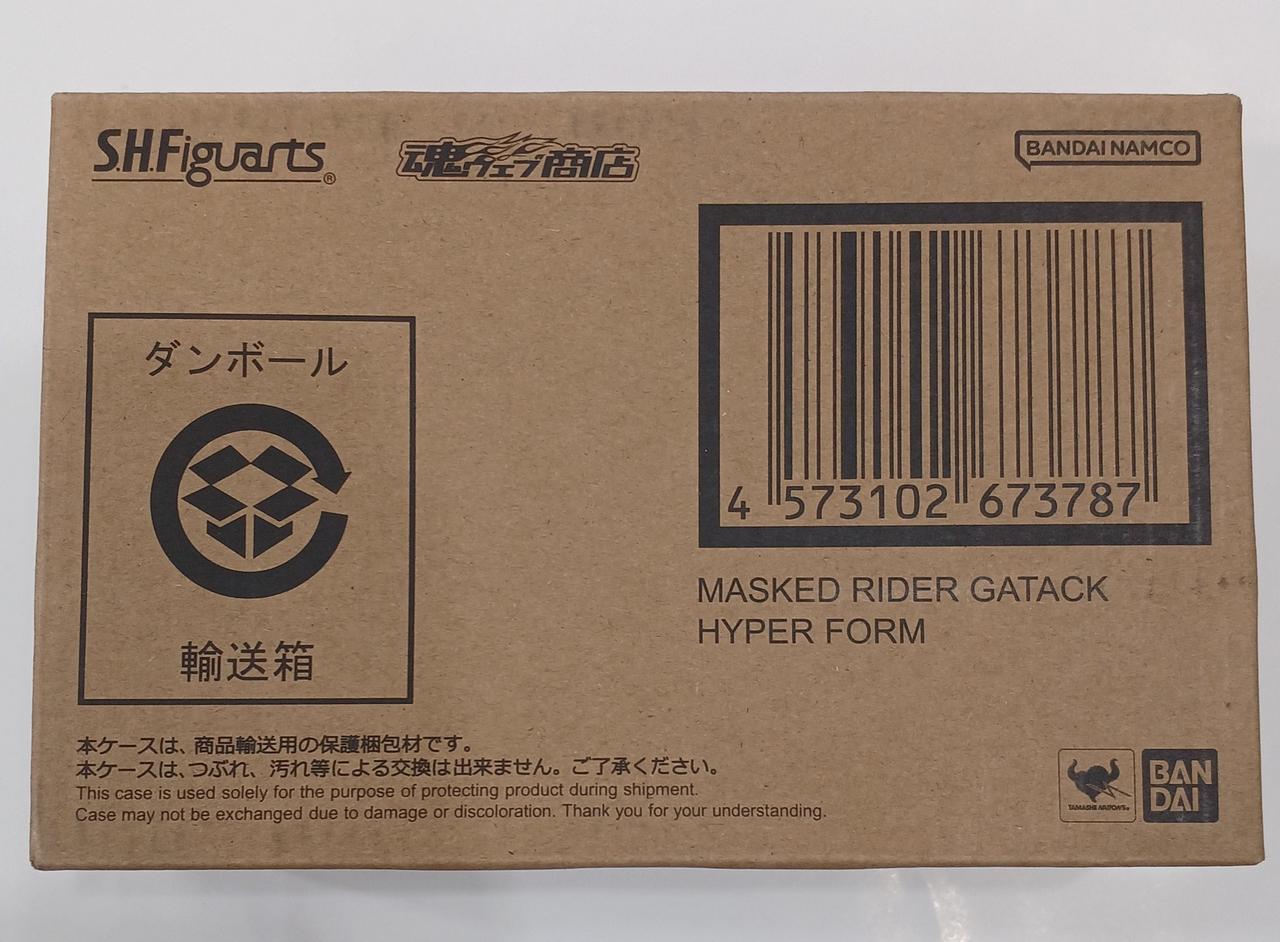 S.H.Figuarts®
魂ウェブ商店
BANDAI NAMCO
ダンボール
輸送箱
4 573102 673787
MASKED RIDER GATACK
HYPER FORM
本ケースは、商品輸送用の保護梱包材です。
本ケースは、つぶれ、汚れ等による交換は出来ません。ご了承ください。
This case is used solely for the purpose of protecting product during shipment.
Case may not be exchanged due to damage or discoloration. Thank you for your understanding.
TAMASHII NATIONS
BAN
DAI